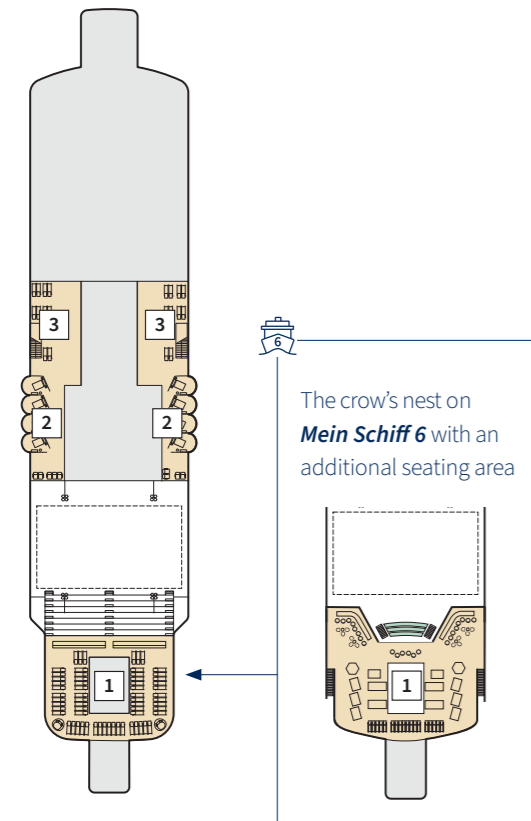 3 3
6
2 2
The crow’s nest on
Mein Schiff 6 with an
additional seating area
1 1